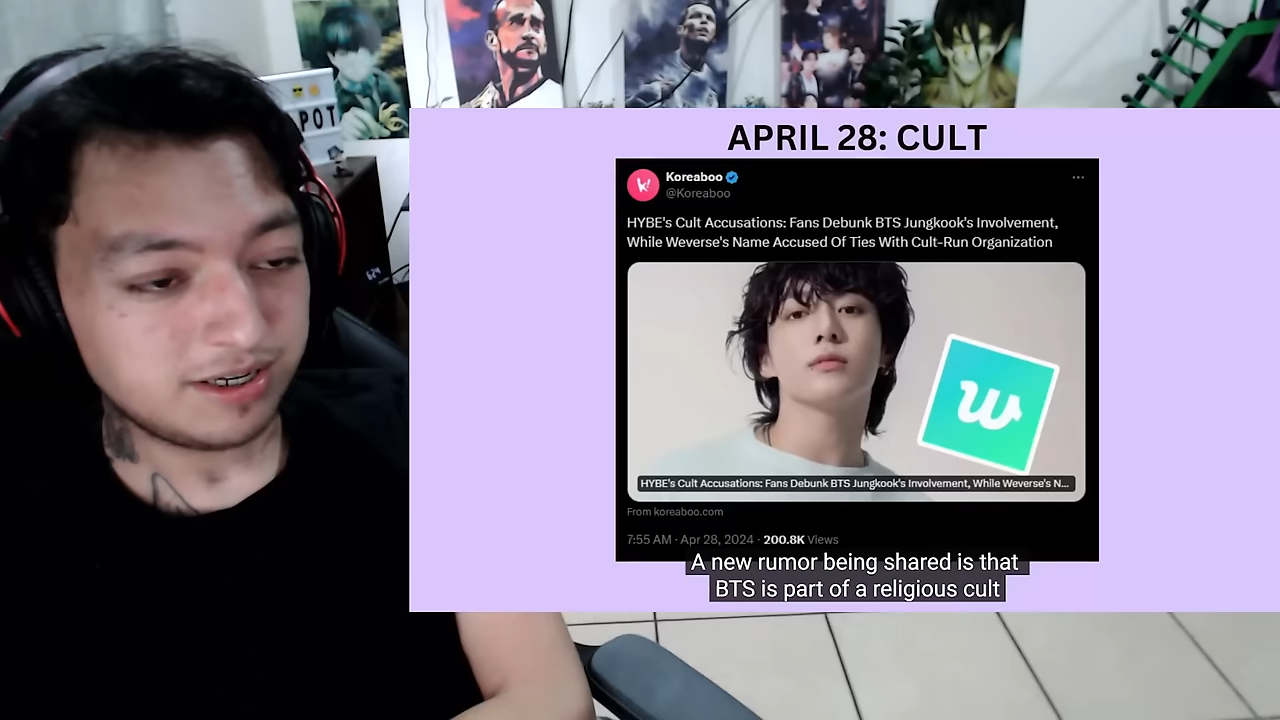 POT
APRIL 28: CULT
Koreaboo
@Koreaboo
HYBE's Cult Accusations: Fans Debunk BTS Jungkook's Involvement,
While Weverse's Name Accused Of Ties With Cult-Run Organization
w
HYBE's Cult Accusations: Fans Debunk BTS Jungkook's Involvement, While Weverse's N...
From koreaboo.com
7:55 AM · Apr 28, 2024 · 200.8K Views
A new rumor being shared is that
BTS is part of a religious cult